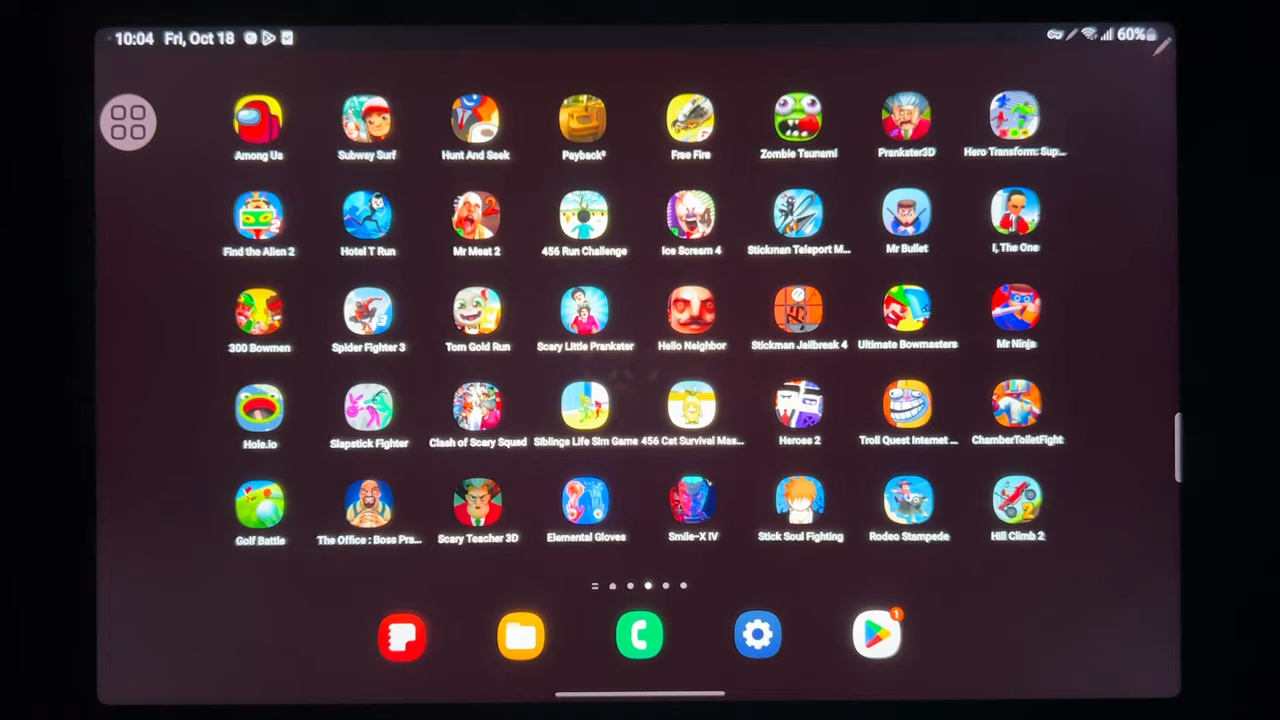 10:04 Fri, Oct 18
60%
Among Us
Subway Surf
Hunt And Seek
Payback²
Free Fire
Zombie Tsunami
Prankster3D
Hero Transform: Sup...
Find the Alien 2
Hotel T Run
Mr Meat 2
456 Run Challenge
Ice Scream 4
Stickman Teleport M...
Mr Bullet
I, The One
300 Bowmen
Spider Fighter 3
Tom Gold Run
Scary Little Prankster
Hello Neighbor
Stickman Jailbreak 4
Ultimate Bowmasters
Mr Ninja
Hole.io
Slapstick Fighter
Clash of Scary Squad
Siblings Life Sim Game
456 Cat Survival Mas...
Heroes 2
Troll Quest Internet ...
ChamberToiletFight
Golf Battle
The Office : Boss Pra...
Scary Teacher 3D
Elemental Gloves
Smile-X IV
Stick Soul Fighting
Rodeo Stampede
Hill Climb 2
1